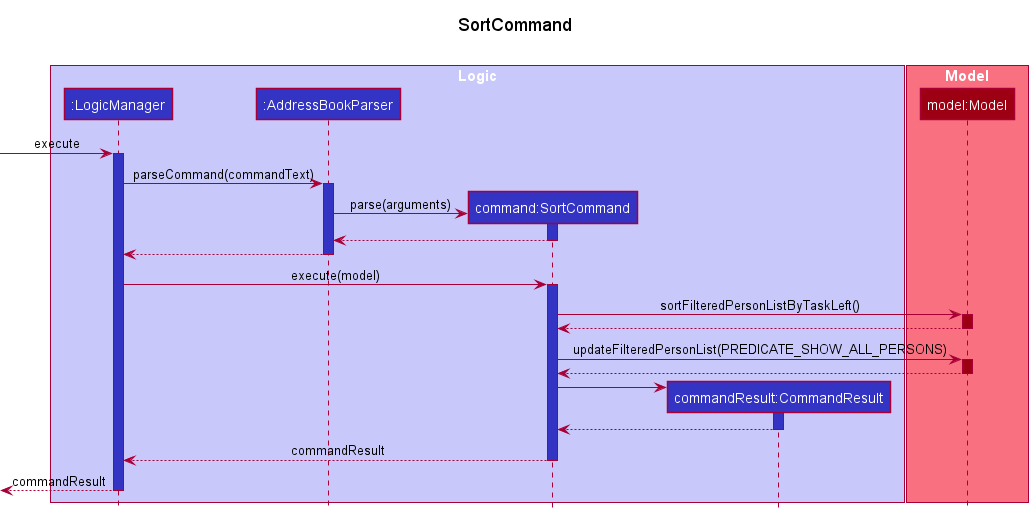 SortCommand
Logic
Model
:LogicManager
:AddressBookParser
model:Model
execute
parseCommand(commandText)
parse(arguments)
command:SortCommand
execute(model)
sortFilteredPersonListByTaskLeft()
updateFilteredPersonList(PREDICATE_SHOW_ALL_PERSONS)
commandResult:CommandResult
commandResult
commandResult